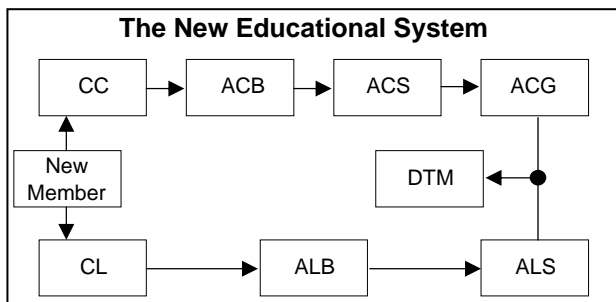 The New Educational System
CC
ACB
ACS
ACG
New
Member
DTM
CL
ALB
ALS